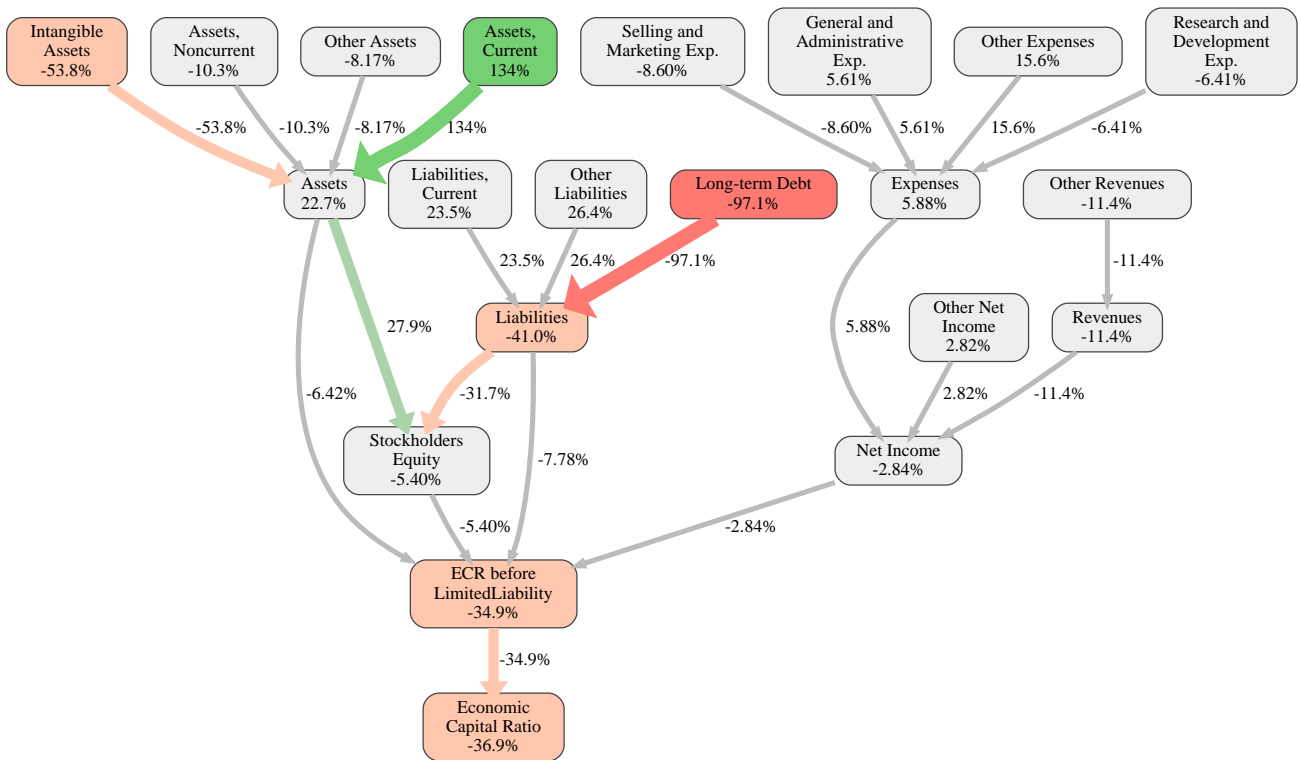 Intangible
Assets
-53.8%
Assets,
Noncurrent
-10.3%
Other Assets
-8.17%
Assets,
Current
134%
Selling and
Marketing Exp.
-8.60%
General and
Administrative
Exp.
5.61%
Other Expenses
15.6%
Research and
Development
Exp.
-6.41%
-53.8%
-10.3%
-8.17%
134%
-8.60%
5.61%
15.6%
-6.41%
Assets
22.7%
Liabilities,
Current
23.5%
Other
Liabilities
26.4%
Long-term Debt
-97.1%
Expenses
5.88%
Other Revenues
-11.4%
23.5%
26.4%
-97.1%
-11.4%
27.9%
Liabilities
-41.0%
5.88%
Other Net
Income
2.82%
Revenues
-11.4%
-6.42%
-31.7%
2.82%
-11.4%
Stockholders
Equity
-5.40%
-7.78%
Net Income
-2.84%
-5.40%
-2.84%
ECR before
LimitedLiability
-34.9%
-34.9%
Economic
Capital Ratio
-36.9%